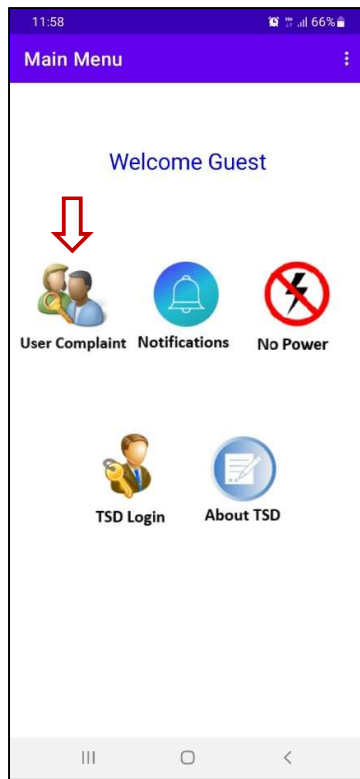 11:58
66%
Main Menu
Welcome Guest
User Complaint
Notifications
No Power
TSD Login
About TSD